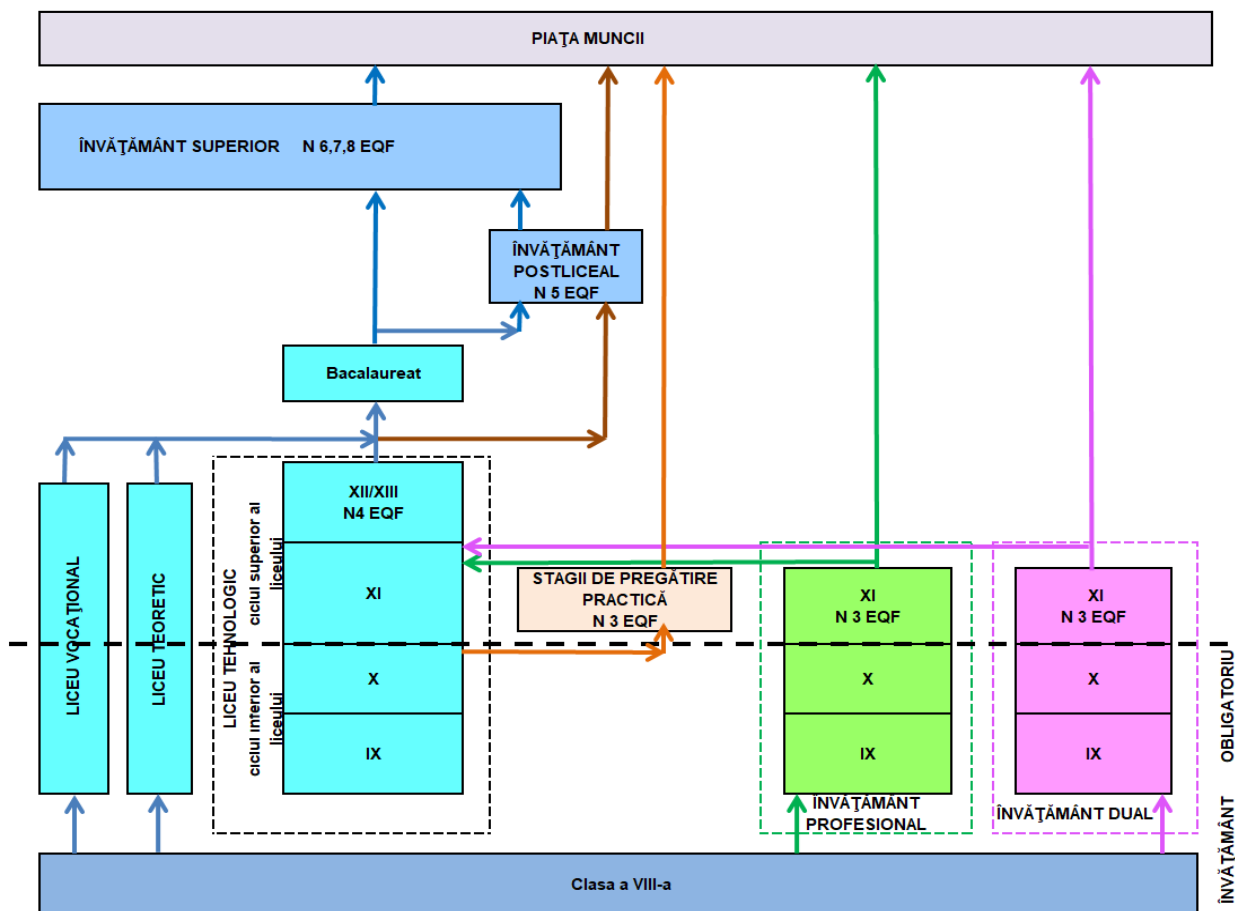 PIAŢA MUNCII
ÎNVĂŢĂMÂNT SUPERIOR N 6,7,8 EQF
ÎNVĂŢĂMÂNT
POSTLICEAL
N 5 EQF
Bacalaureat
LICEU VOCAŢIONAL
LICEU TEORETIC
LICEU TEHNOLOGIC
ciclul superior al
liceului
ciclul inferior al
liceului
XII/XIII
N4 EQF
XI
X
IX
STAGII DE PREGĂTIRE
PRACTICĂ
N 3 EQF
XI
N 3 EQF
X
IX
ÎNVĂŢĂMÂNT
PROFESIONAL
XI
N 3 EQF
X
IX
ÎNVĂŢĂMÂNT DUAL
ÎNVĂŢĂMÂNT OBLIGATORIU
Clasa a VIII-a